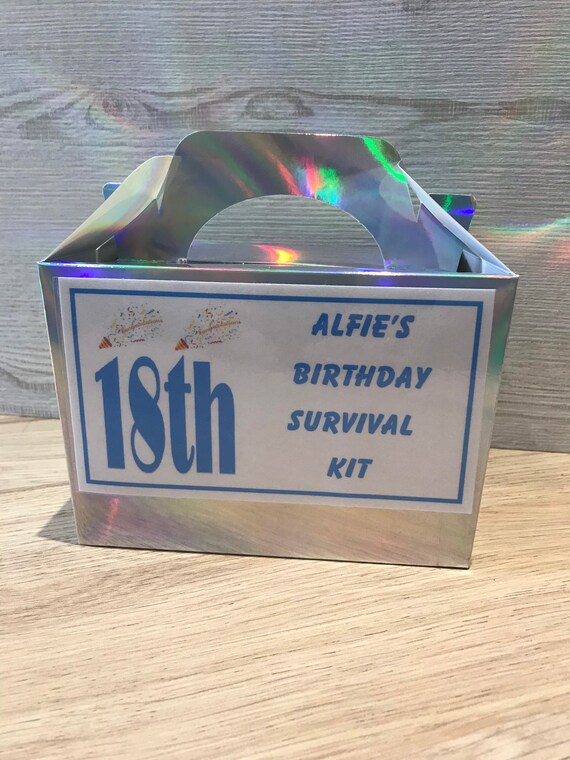 18th
ALFIE'S
BIRTHDAY
SURVIVAL
KIT